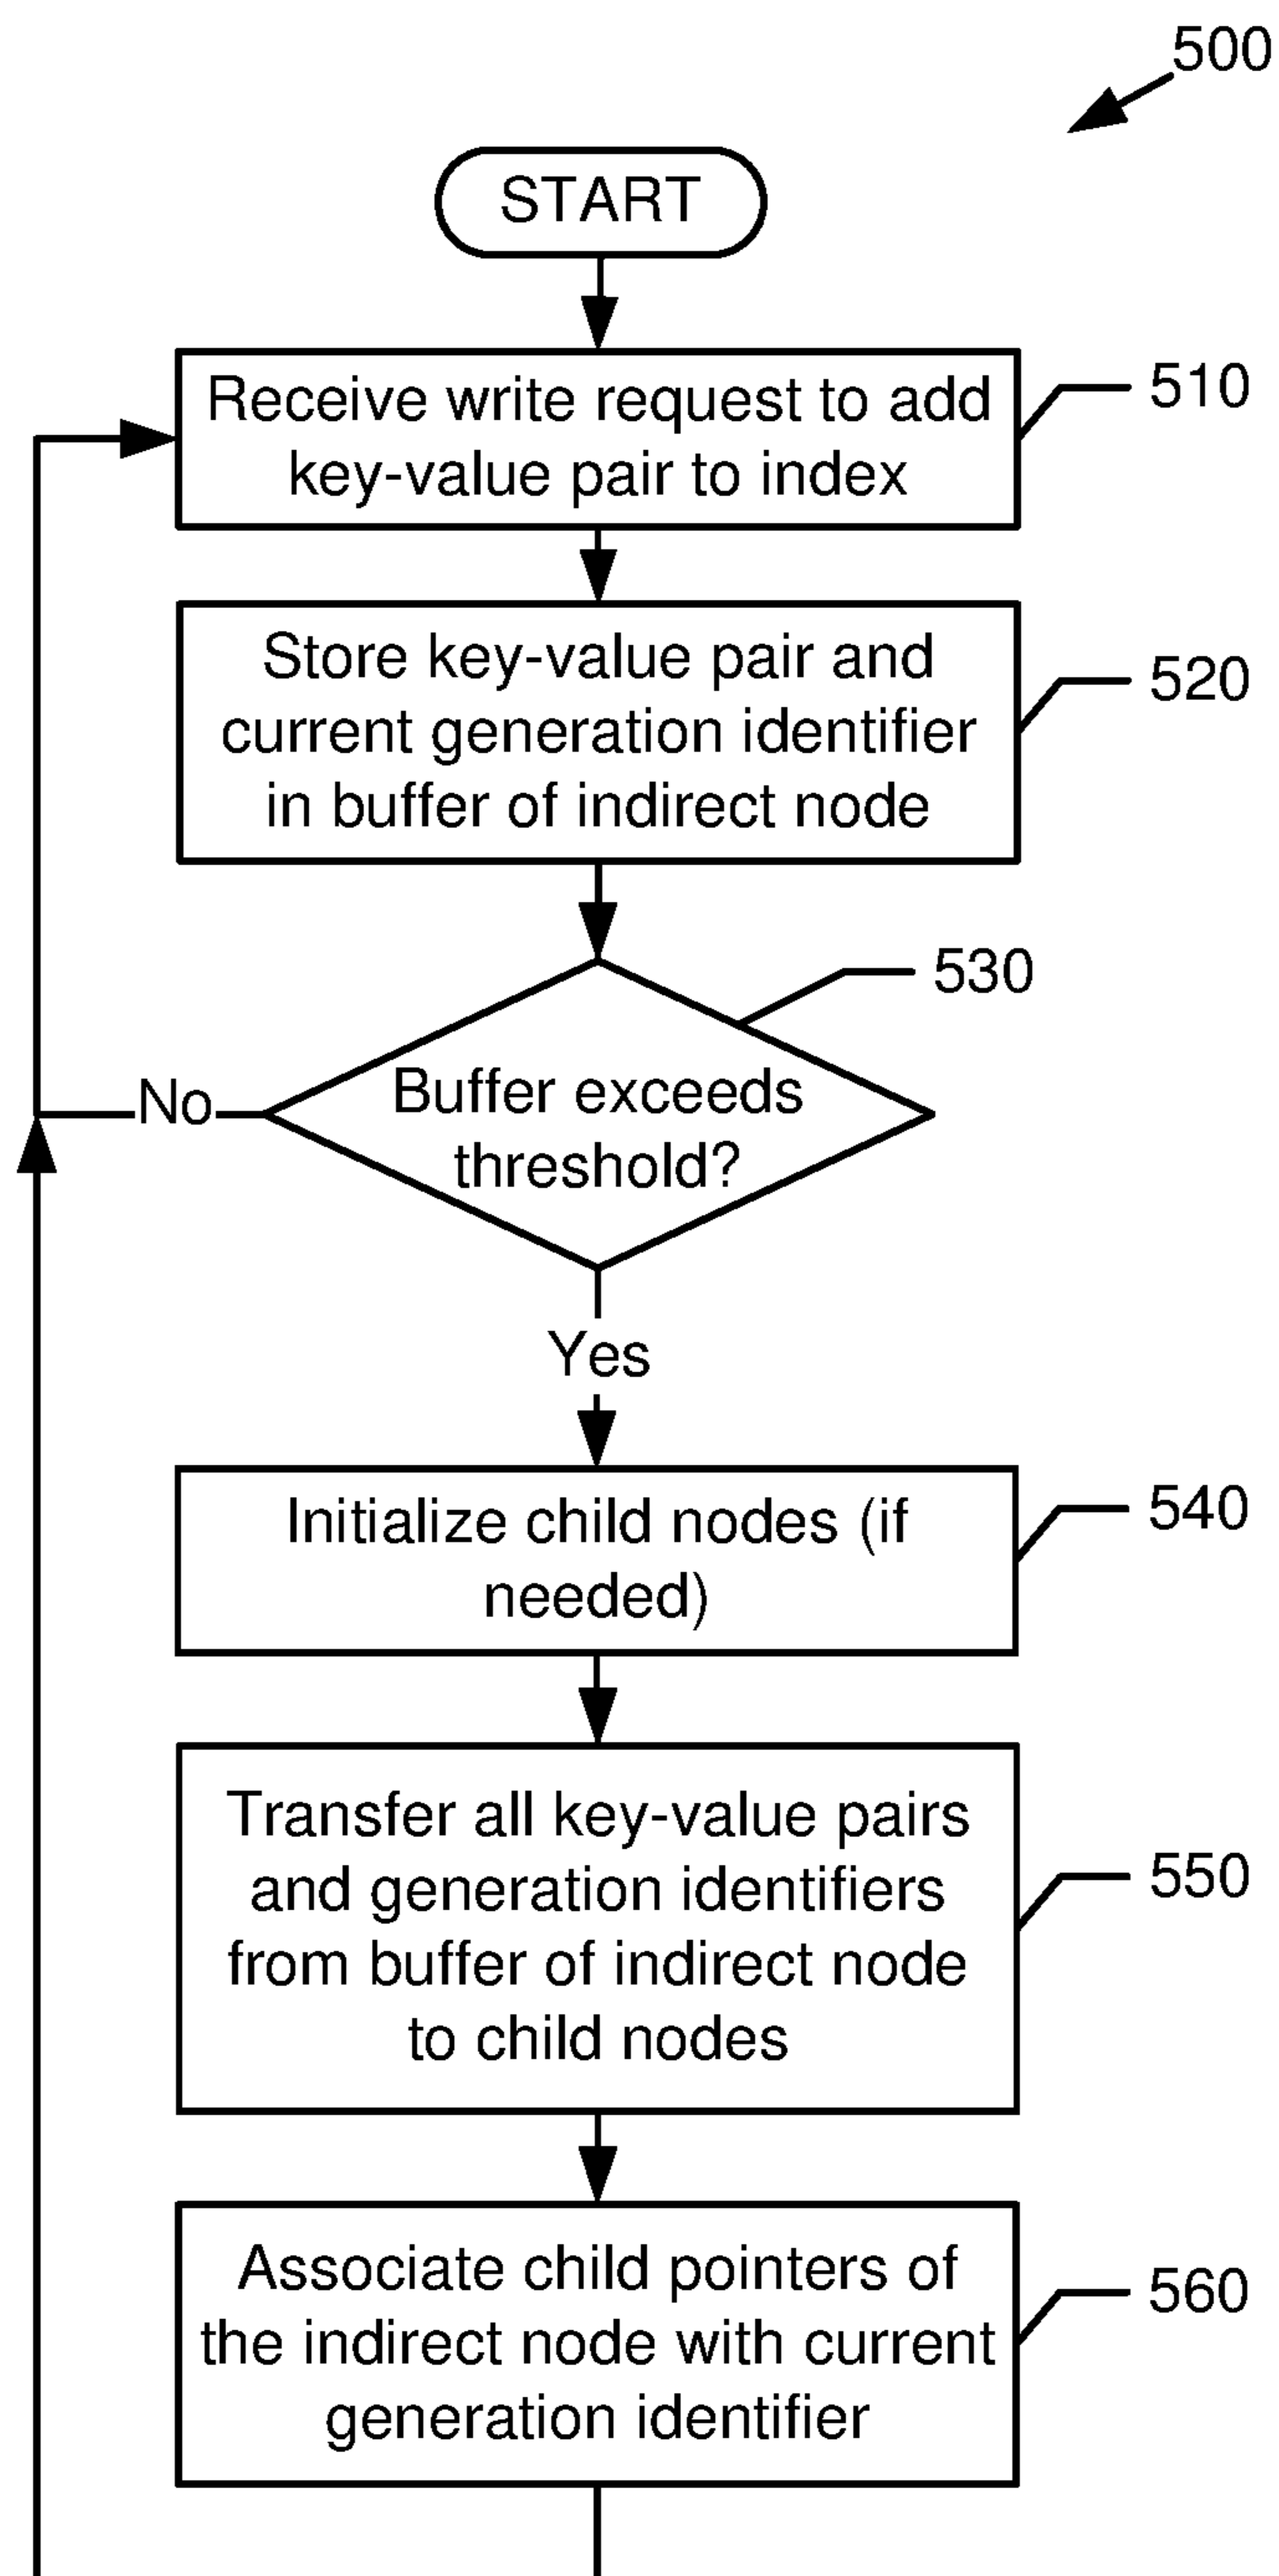 500
START
Receive write request to add
key-value pair to index
510
Store key-value pair and
current generation identifier
in buffer of indirect node
520
530
Buffer exceeds
threshold?
No
Yes
Initialize child nodes (if
needed)
540
Transfer all key-value pairs
and generation identifiers
from buffer of indirect node
to child nodes
550
Associate child pointers of
the indirect node with current
generation identifier
560